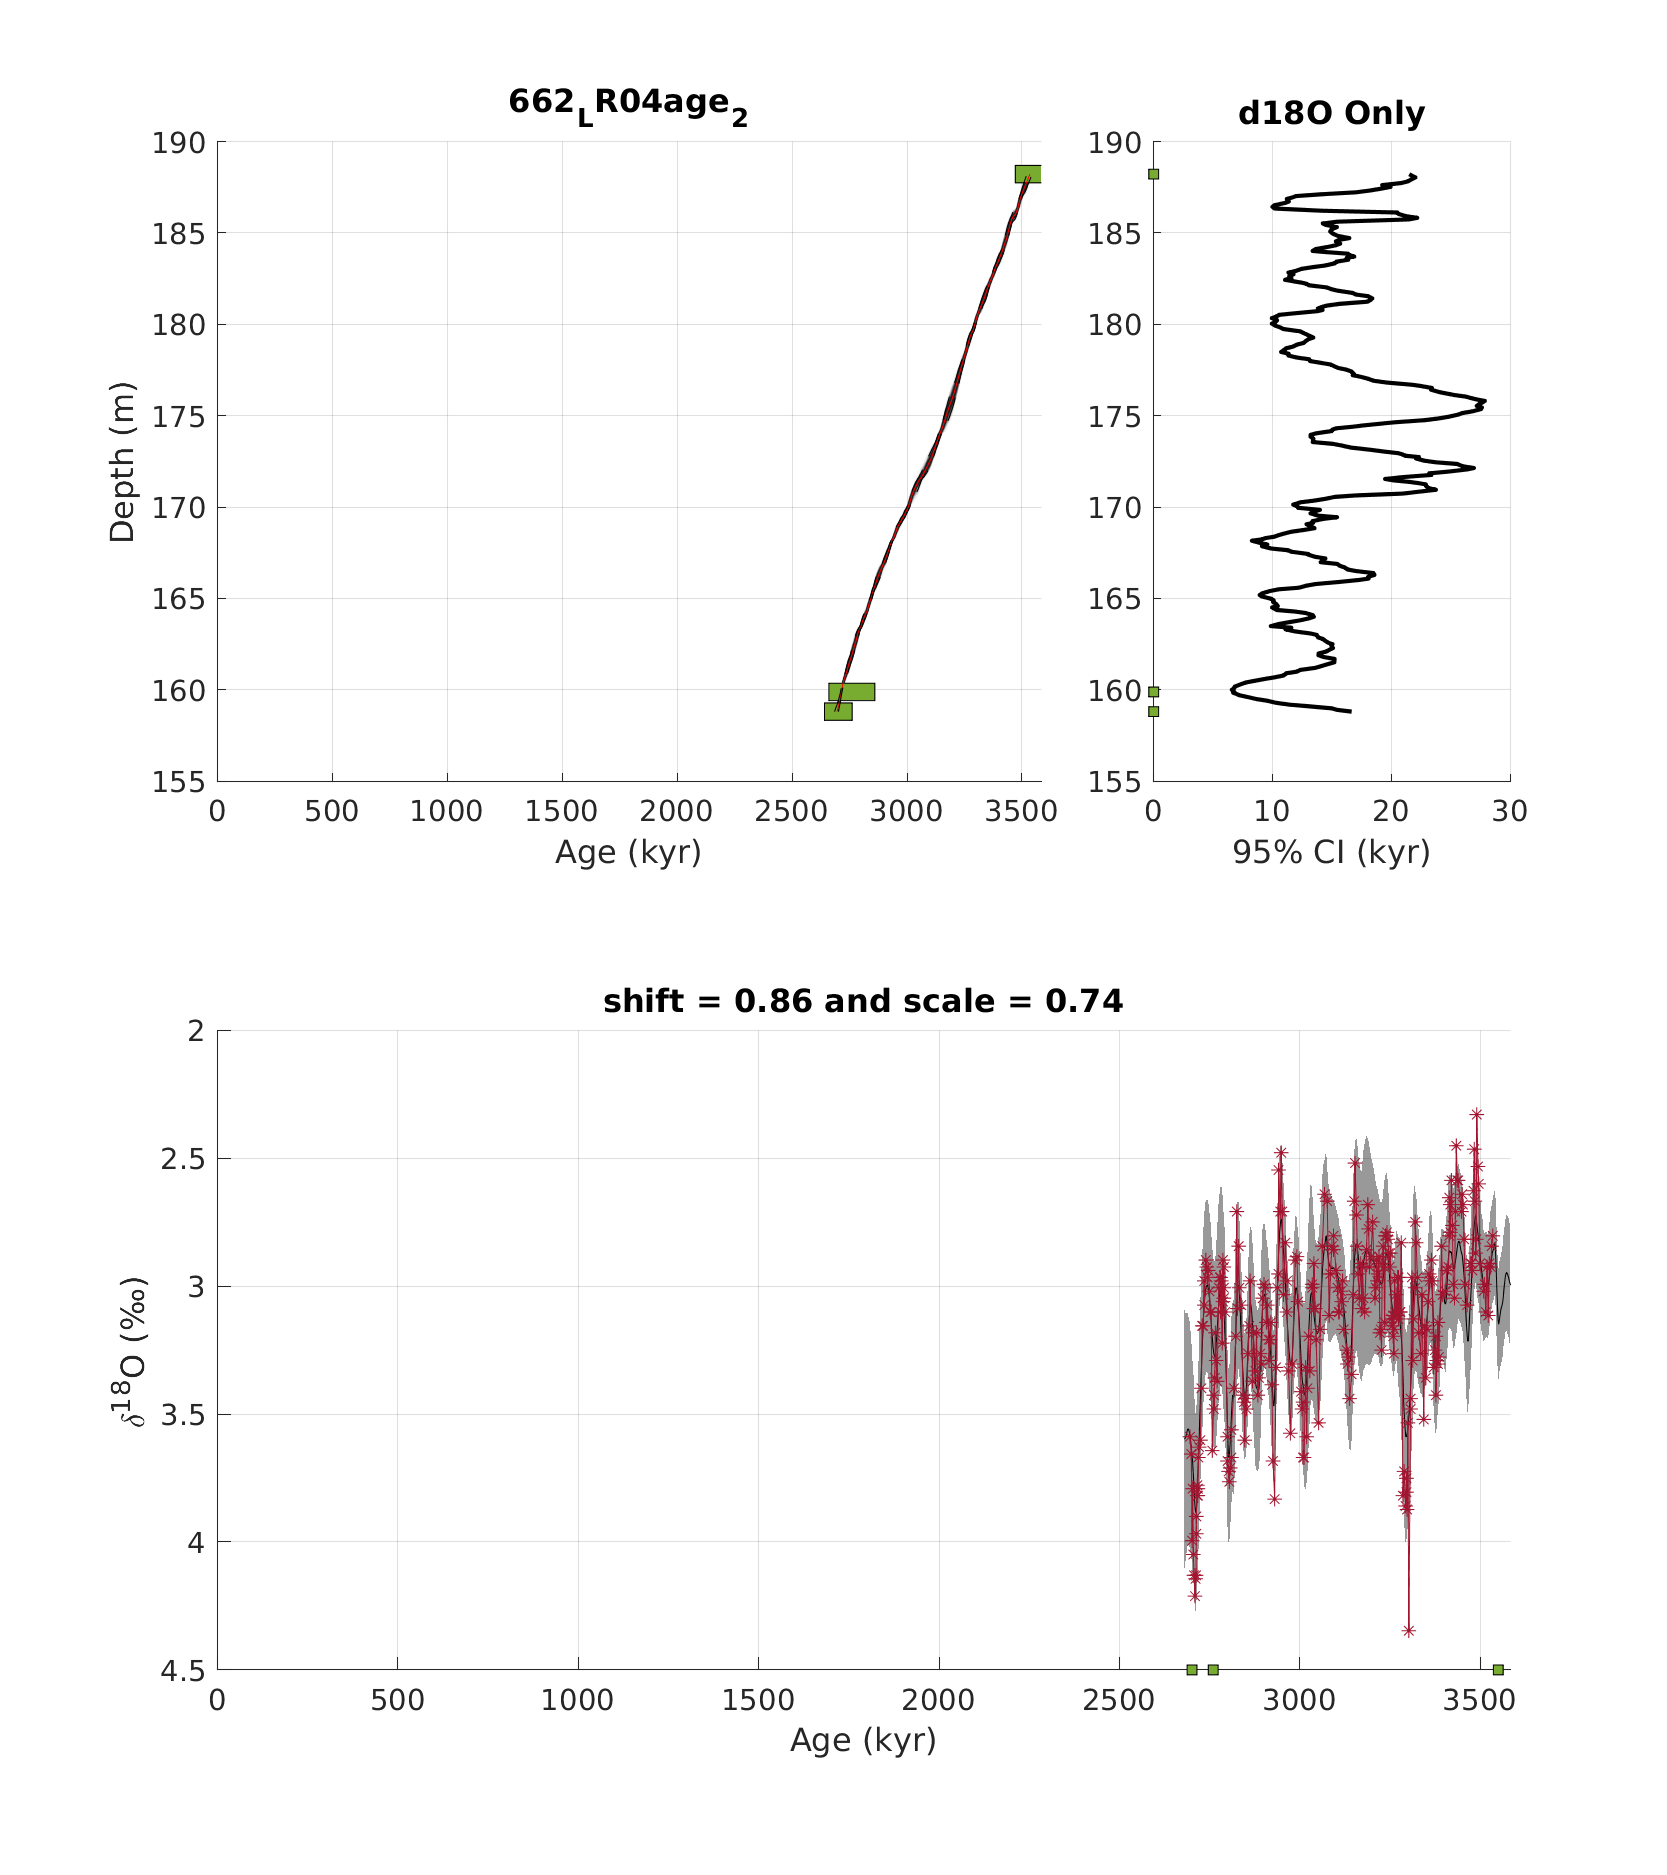 662LR04age2
d18O Only
190
185
180
175
170
165
160
155
Depth (m)
0 500 1000 1500 2000 2500 3000 3500
Age (kyr)
190
185
180
175
170
165
160
155
0 10 20 30
95% CI (kyr)
shift = 0.86 and scale = 0.74
2
2.5
3
3.5
4
4.5
δ18O (‰)
0 500 1000 1500 2000 2500 3000 3500
Age (kyr)